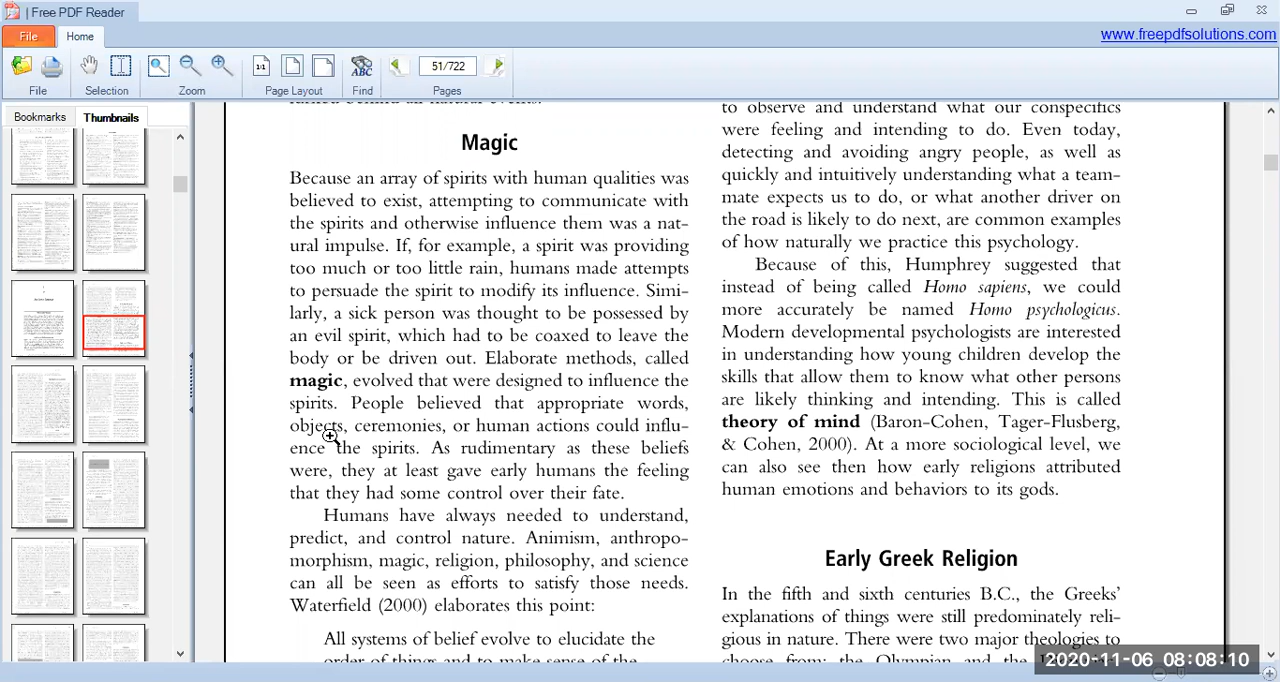 | Free PDF Reader
File
Home
www.freepdfsolutions.com
1:1
ABC
51/722
File
Selection
Zoom
Page Layout
Find
Pages
Bookmarks
Thumbnails
Magic
Because an array of spirits with human qualities was
believed to exist, attempting to communicate with
the spirits and otherwise influence them was a nat-
ural impulse. If, for example, a spirit was providing
too much or too little rain, humans made attempts
to persuade the spirit to modify its influence. Simi-
larly, a sick person was thought to be possessed by
an evil spirit, which had to be coaxed to leave the
body or be driven out. Elaborate methods, called
magic, evolved that were designed to influence the
spirits. People believed that appropriate words,
objects, ceremonies, or human actions could influ-
ence the spirits. As rudimentary as these beliefs
were, they at least gave early humans the feeling
that they had some control over their fate.
Humans have always needed to understand,
predict, and control nature. Animism, anthropo-
morphism, magic, religion, philosophy, and science
can all be seen as efforts to satisfy those needs.
Waterfield (2000) elaborates this point:
All systems of belief evolve to elucidate the
order of things and to make sense of the
to observe and understand what our conspecifics
were feeling and intending to do. Even today,
detecting and avoiding angry people, as well as
quickly and intuitively understanding what a team-
mate expects us to do, or what another driver on
the road is likely to do next, are common examples
of how naturally we practice this psychology.
Because of this, Humphrey suggested that
instead of being called Homo sapiens, we could
more accurately be named Homo psychologicus.
Modern developmental psychologists are interested
in understanding how young children develop the
skills that allow them to know what other persons
are likely thinking and intending. This is called
theory of mind (Baron-Cohen, Tager-Flusberg,
& Cohen, 2000). At a more sociological level, we
can also see then how early religions attributed
human emotions and behaviors to its gods.
Early Greek Religion
In the fifth and sixth centuries B.C., the Greeks’
explanations of things were still predominately reli-
gious in nature. There were two major theologies to
choose from: the Olympian and the
2020-11-06 08:08:10